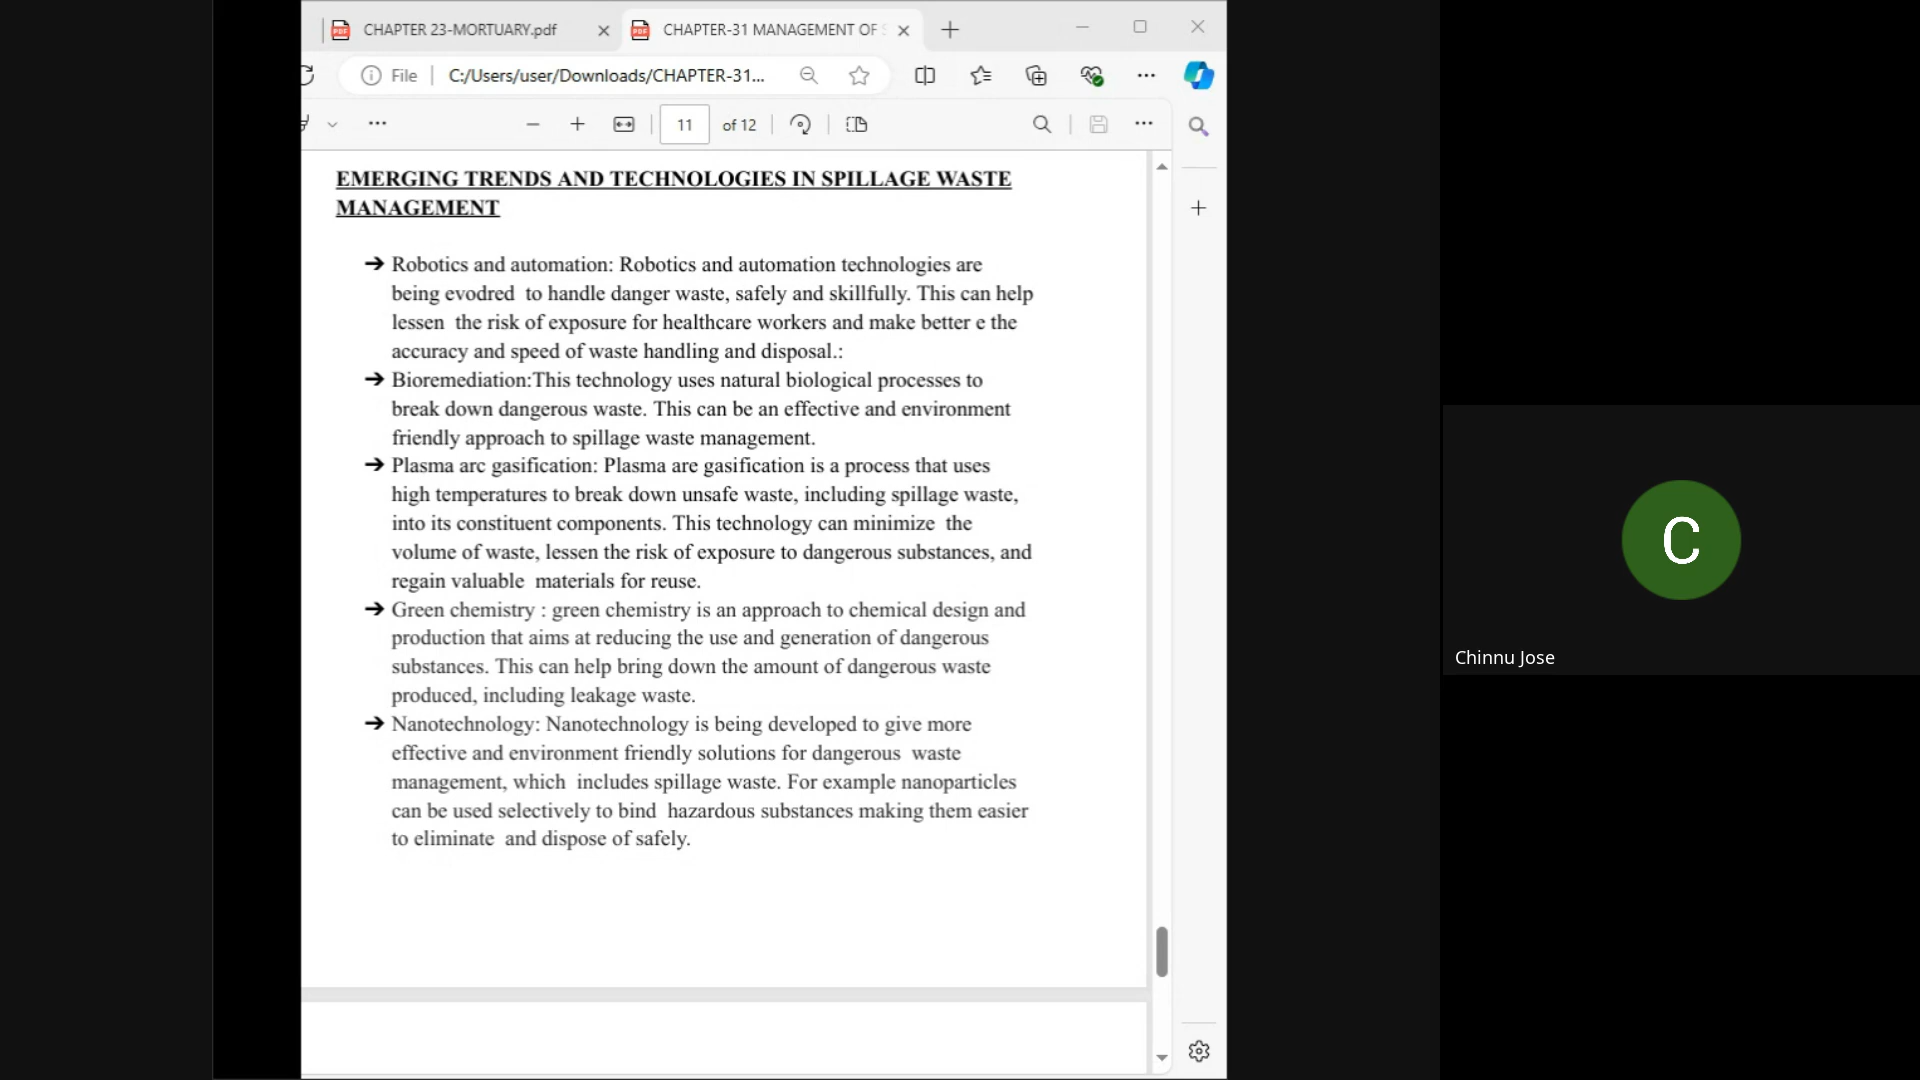 CHAPTER 23-MORTUARY.pdf
CHAPTER-31 MANAGEMENT OF S
File
C:/Users/user/Downloads/CHAPTER-31...
11 of 12
EMERGING TRENDS AND TECHNOLOGIES IN SPILLAGE WASTE
MANAGEMENT
➔ Robotics and automation: Robotics and automation technologies are
being evodred  to handle danger waste, safely and skillfully. This can help
lessen  the risk of exposure for healthcare workers and make better e the
accuracy and speed of waste handling and disposal.:
➔ Bioremediation:This technology uses natural biological processes to
break down dangerous waste. This can be an effective and environment
friendly approach to spillage waste management.
➔ Plasma arc gasification: Plasma are gasification is a process that uses
high temperatures to break down unsafe waste, including spillage waste,
into its constituent components. This technology can minimize  the
volume of waste, lessen the risk of exposure to dangerous substances, and
regain valuable  materials for reuse.
➔ Green chemistry : green chemistry is an approach to chemical design and
production that aims at reducing the use and generation of dangerous
substances. This can help bring down the amount of dangerous waste
produced, including leakage waste.
➔ Nanotechnology: Nanotechnology is being developed to give more
effective and environment friendly solutions for dangerous  waste
management, which  includes spillage waste. For example nanoparticles
can be used selectively to bind  hazardous substances making them easier
to eliminate  and dispose of safely.
C
Chinnu Jose